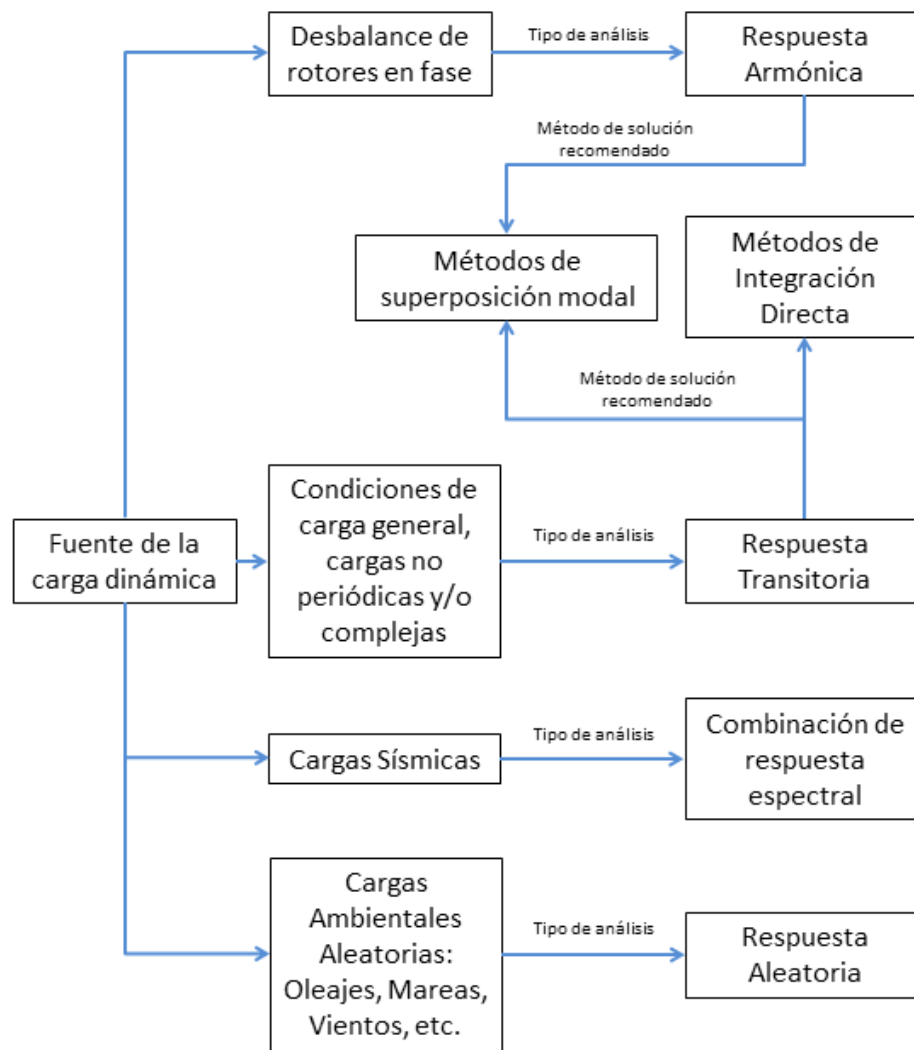 Desbalance de
rotores en fase
Tipo de análisis
Respuesta
Armónica
Método de solución
recomendado
Métodos de
superposición modal
Métodos de
Integración
Directa
Método de solución
recomendado
Fuente de la
carga dinámica
Condiciones de
carga general,
cargas no
periódicas y/o
complejas
Tipo de análisis
Respuesta
Transitoria
Cargas Sísmicas
Tipo de análisis
Combinación de
respuesta
espectral
Cargas
Ambientales
Aleatorias:
Oleajes, Mareas,
Vientos, etc.
Tipo de análisis
Respuesta
Aleatoria